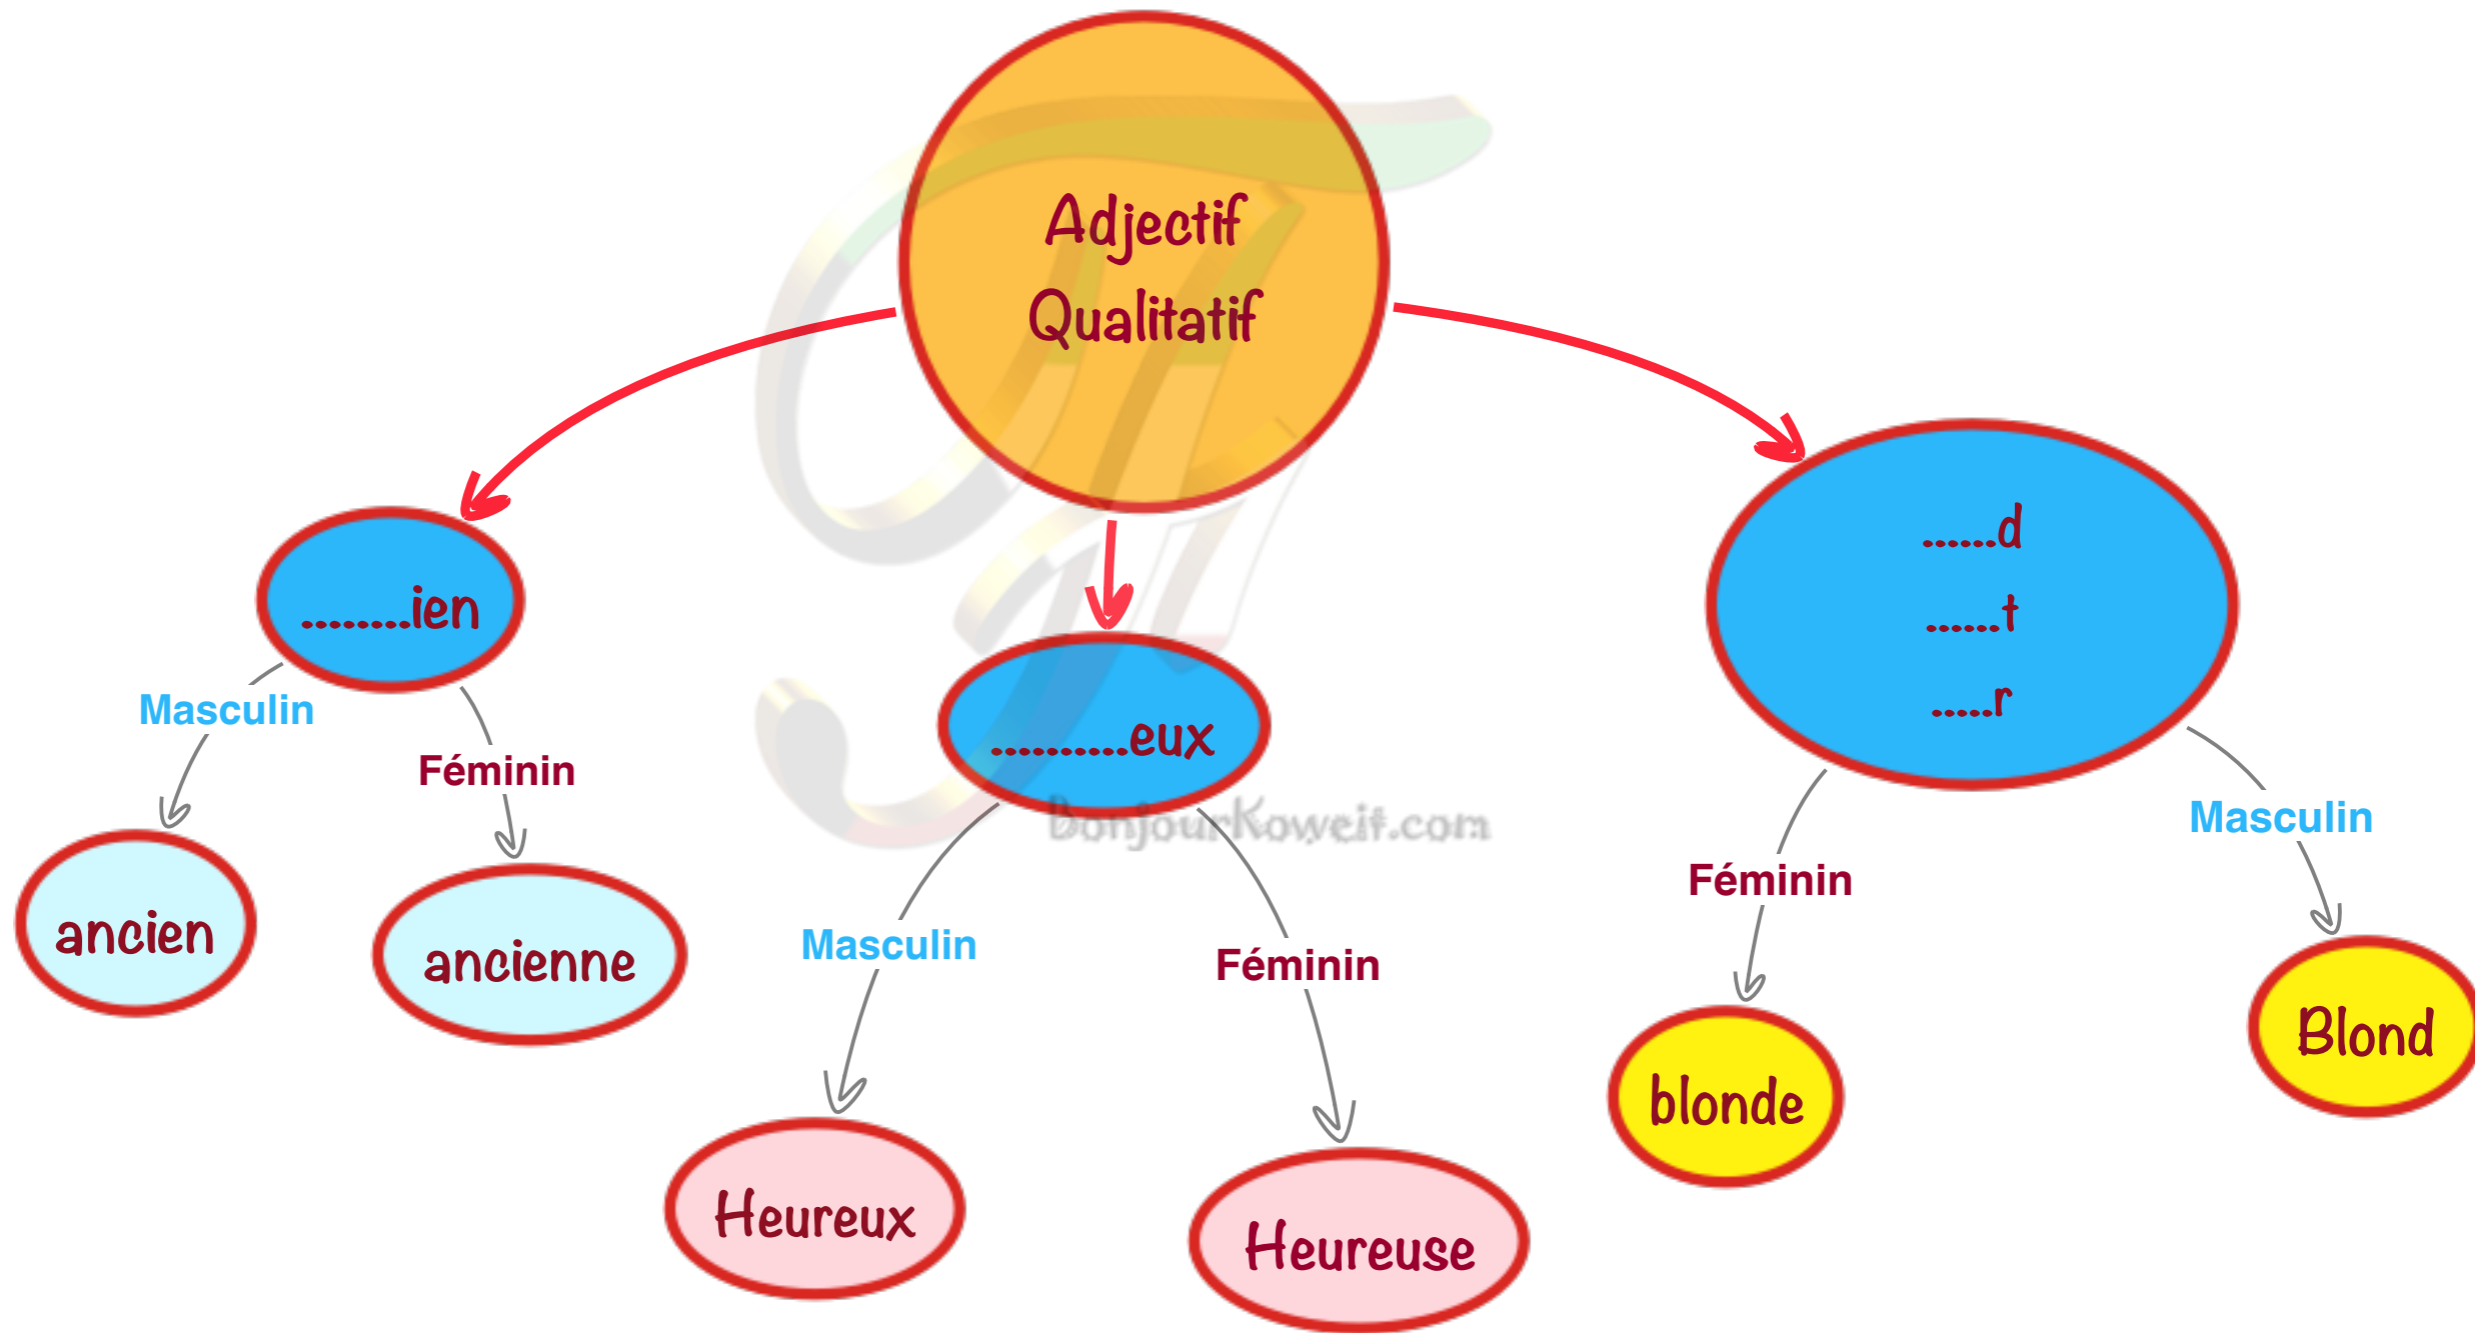 Adjectif
Qualitatif
.........ien
Masculin
Féminin
ancien
ancienne
...........eux
Masculin
Féminin
Heureux
Heureuse
......d
......t
.....r
Féminin
Masculin
blonde
Blond
BonjourKoweit.com